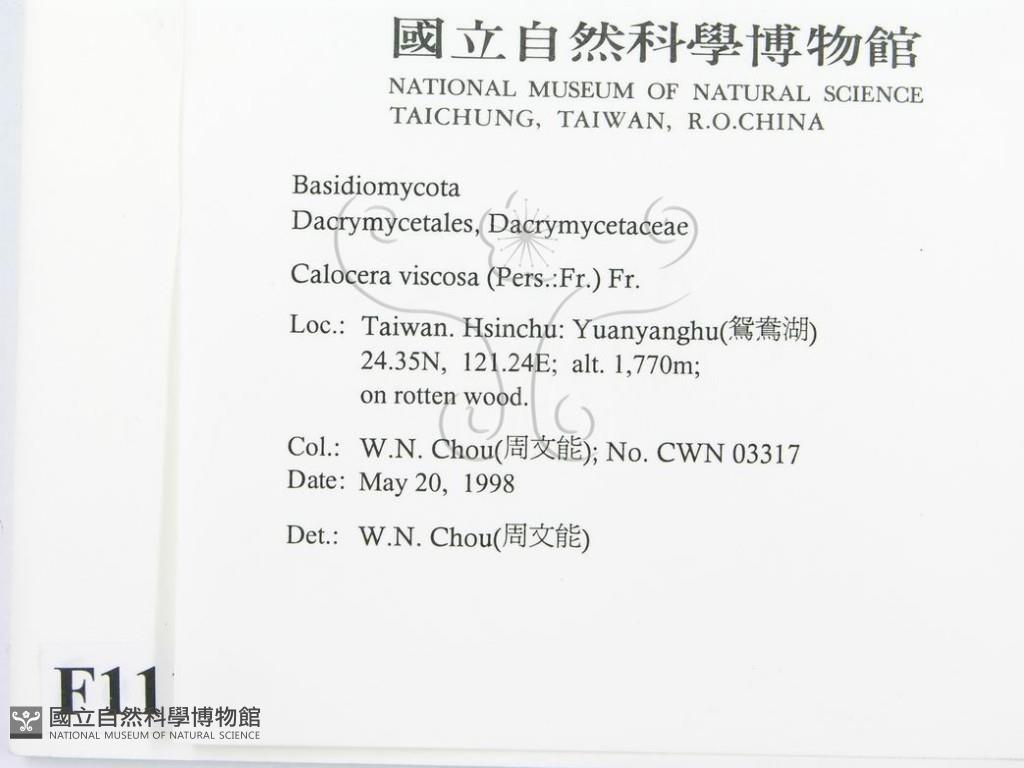 國立自然科學博物館
NATIONAL MUSEUM OF NATURAL SCIENCE
TAICHUNG, TAIWAN, R.O.CHINA
Basidiomycota
Dacrymycetales, Dacrymycetaceae
Calocera viscosa (Pers.:Fr.) Fr.
Loc.: Taiwan. Hsinchu: Yuanyanghu(鴛鴦湖)
24.35N, 121.24E; alt. 1,770m;
on rotten wood.
Col.: W.N. Chou(周文能); No. CWN 03317
Date: May 20, 1998
Det.: W.N. Chou(周文能)
F11
國立自然科學博物館
NATIONAL MUSEUM OF NATURAL SCIENCE